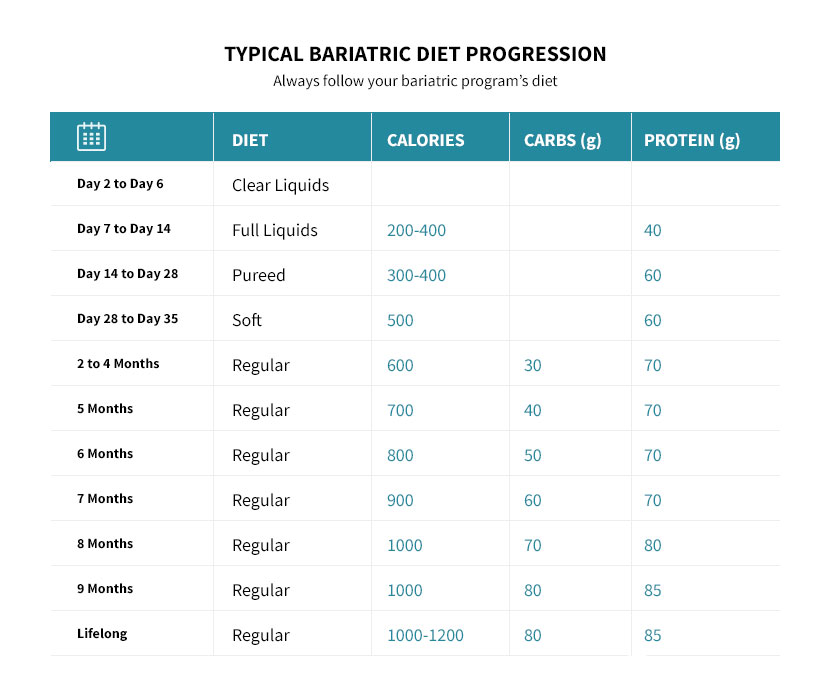 TYPICAL BARIATRIC DIET PROGRESSION
Always follow your bariatric program's diet
DIET CALORIES CARBS (g) PROTEIN (g)
Day 2 to Day 6 Clear Liquids
Day 7 to Day 14 Full Liquids 200-400 40
Day 14 to Day 28 Pureed 300-400 60
Day 28 to Day 35 Soft 500 60
2 to 4 Months Regular 600 30 70
5 Months Regular 700 40 70
6 Months Regular 800 50 70
7 Months Regular 900 60 70
8 Months Regular 1000 70 80
9 Months Regular 1000 80 85
Lifelong Regular 1000-1200 80 85